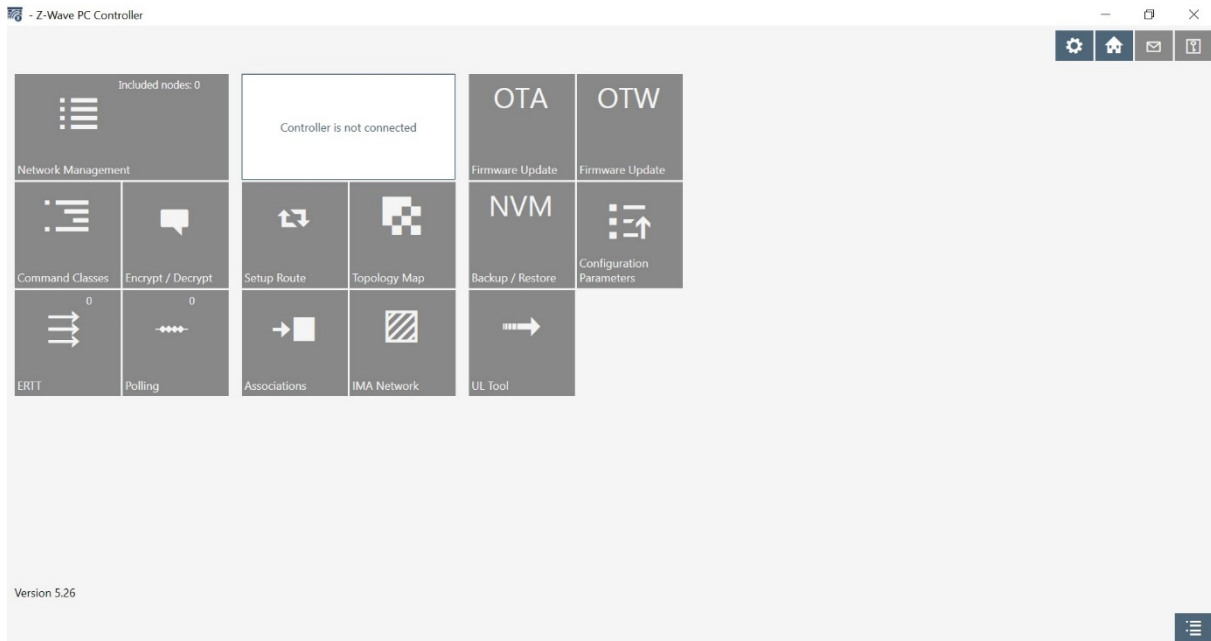 - Z-Wave PC Controller
Included nodes: 0
Network Management
Controller is not connected
OTA
Firmware Update
OTW
Firmware Update
Command Classes
Encrypt / Decrypt
Setup Route
Topology Map
NVM
Backup / Restore
Configuration
Parameters
0
ERTT
0
Polling
Associations
IMA Network
UL Tool
Version 5.26